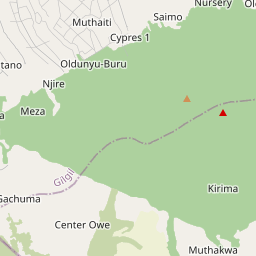 Nursery
Saimo
Muthaiti
Cypres 1
Oldunyu-Buru
Njire
Meza
Gilgil
Gachuma
Kirima
Center Owe
Muthakwa